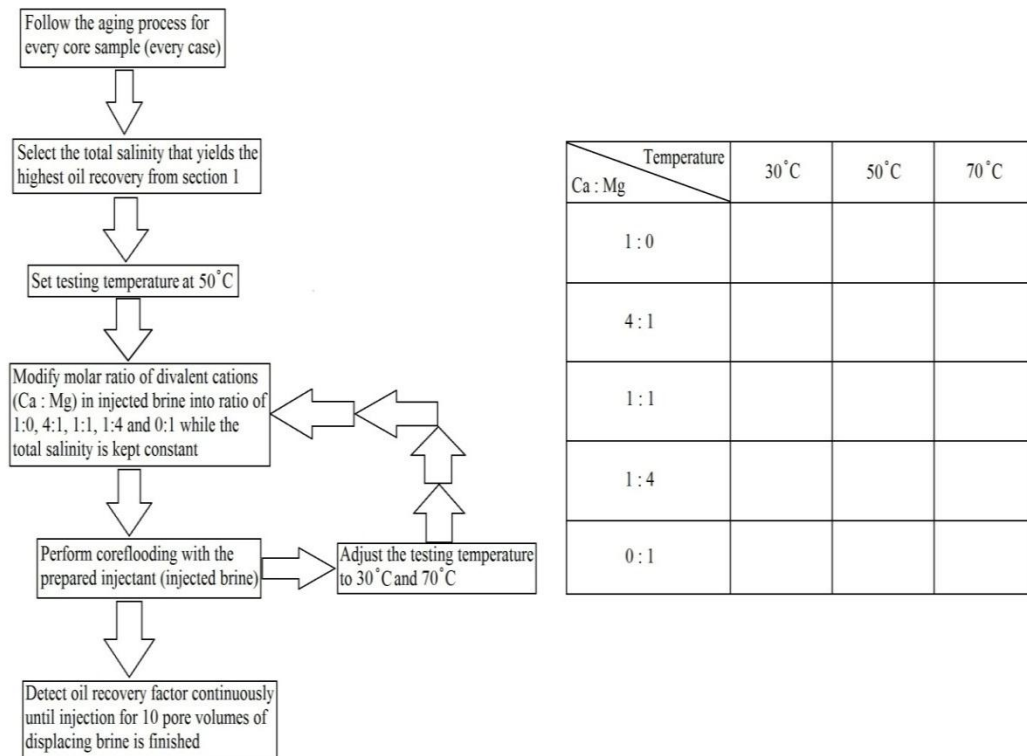 Follow the aging process for
every core sample (every case)
Select the total salinity that yields the
highest oil recovery from section 1
Set testing temperature at 50°C
Modify molar ratio of divalent cations
(Ca : Mg) in injected brine into ratio of
1:0, 4:1, 1:1, 1:4 and 0:1 while the
total salinity is kept constant
Perform coreflooding with the
prepared injectant (injected brine)
Adjust the testing temperature
to 30°C and 70°C
Detect oil recovery factor continuously
until injection for 10 pore volumes of
displacing brine is finished
Temperature
Ca : Mg
30°C 50°C 70°C
1 : 0
4 : 1
1 : 1
1 : 4
0 : 1